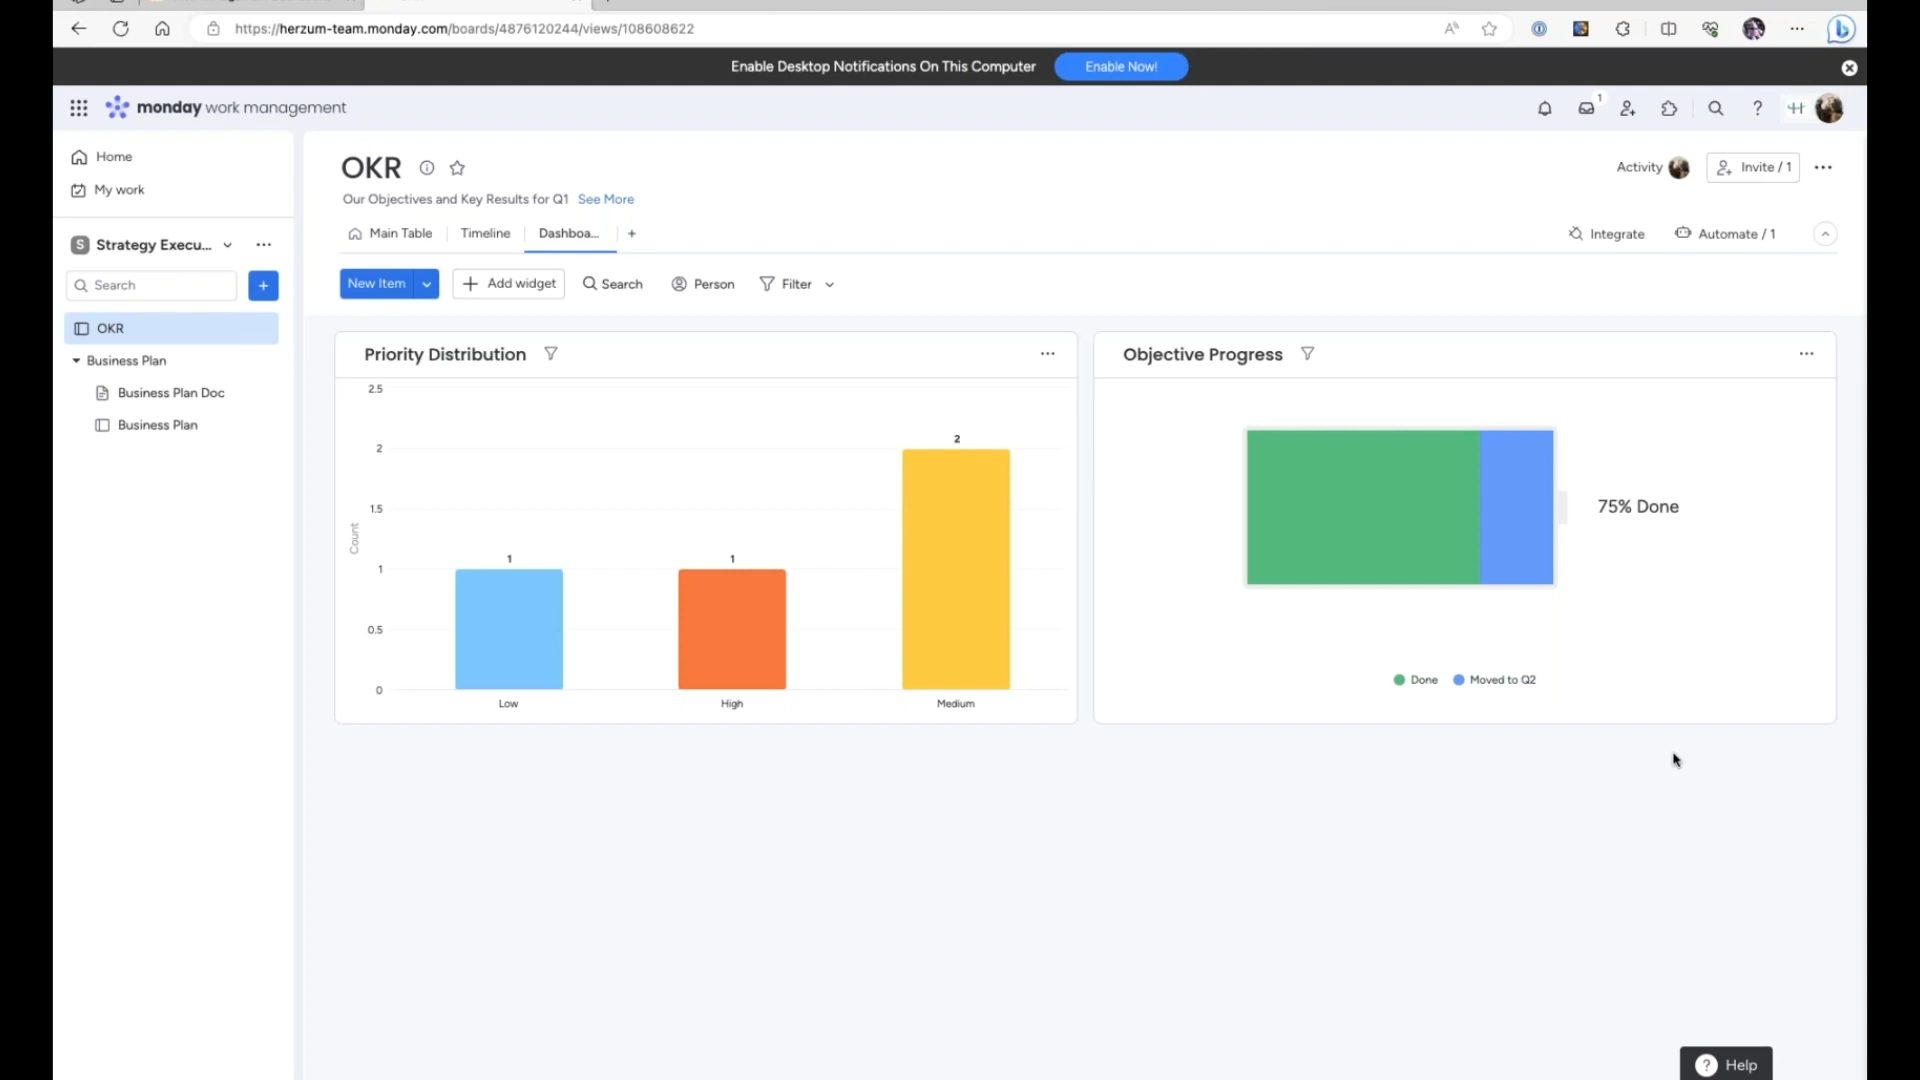 https://herzum-team.monday.com/boards/4876120244/views/108608622
Enable Desktop Notifications On This Computer
Enable Now!
monday work management
1
Home
My work
S Strategy Execu...
Search
+
OKR
Business Plan
Business Plan Doc
Business Plan
OKR
Activity
Invite / 1
Our Objectives and Key Results for Q1 See More
Main Table
Timeline
Dashboa...
+
Integrate
Automate / 1
New Item
+ Add widget
Search
Person
Filter
Priority Distribution
2.5
2
1.5
1
0.5
0
Count
1
1
2
Low
High
Medium
Objective Progress
75% Done
Done
Moved to Q2
? Help